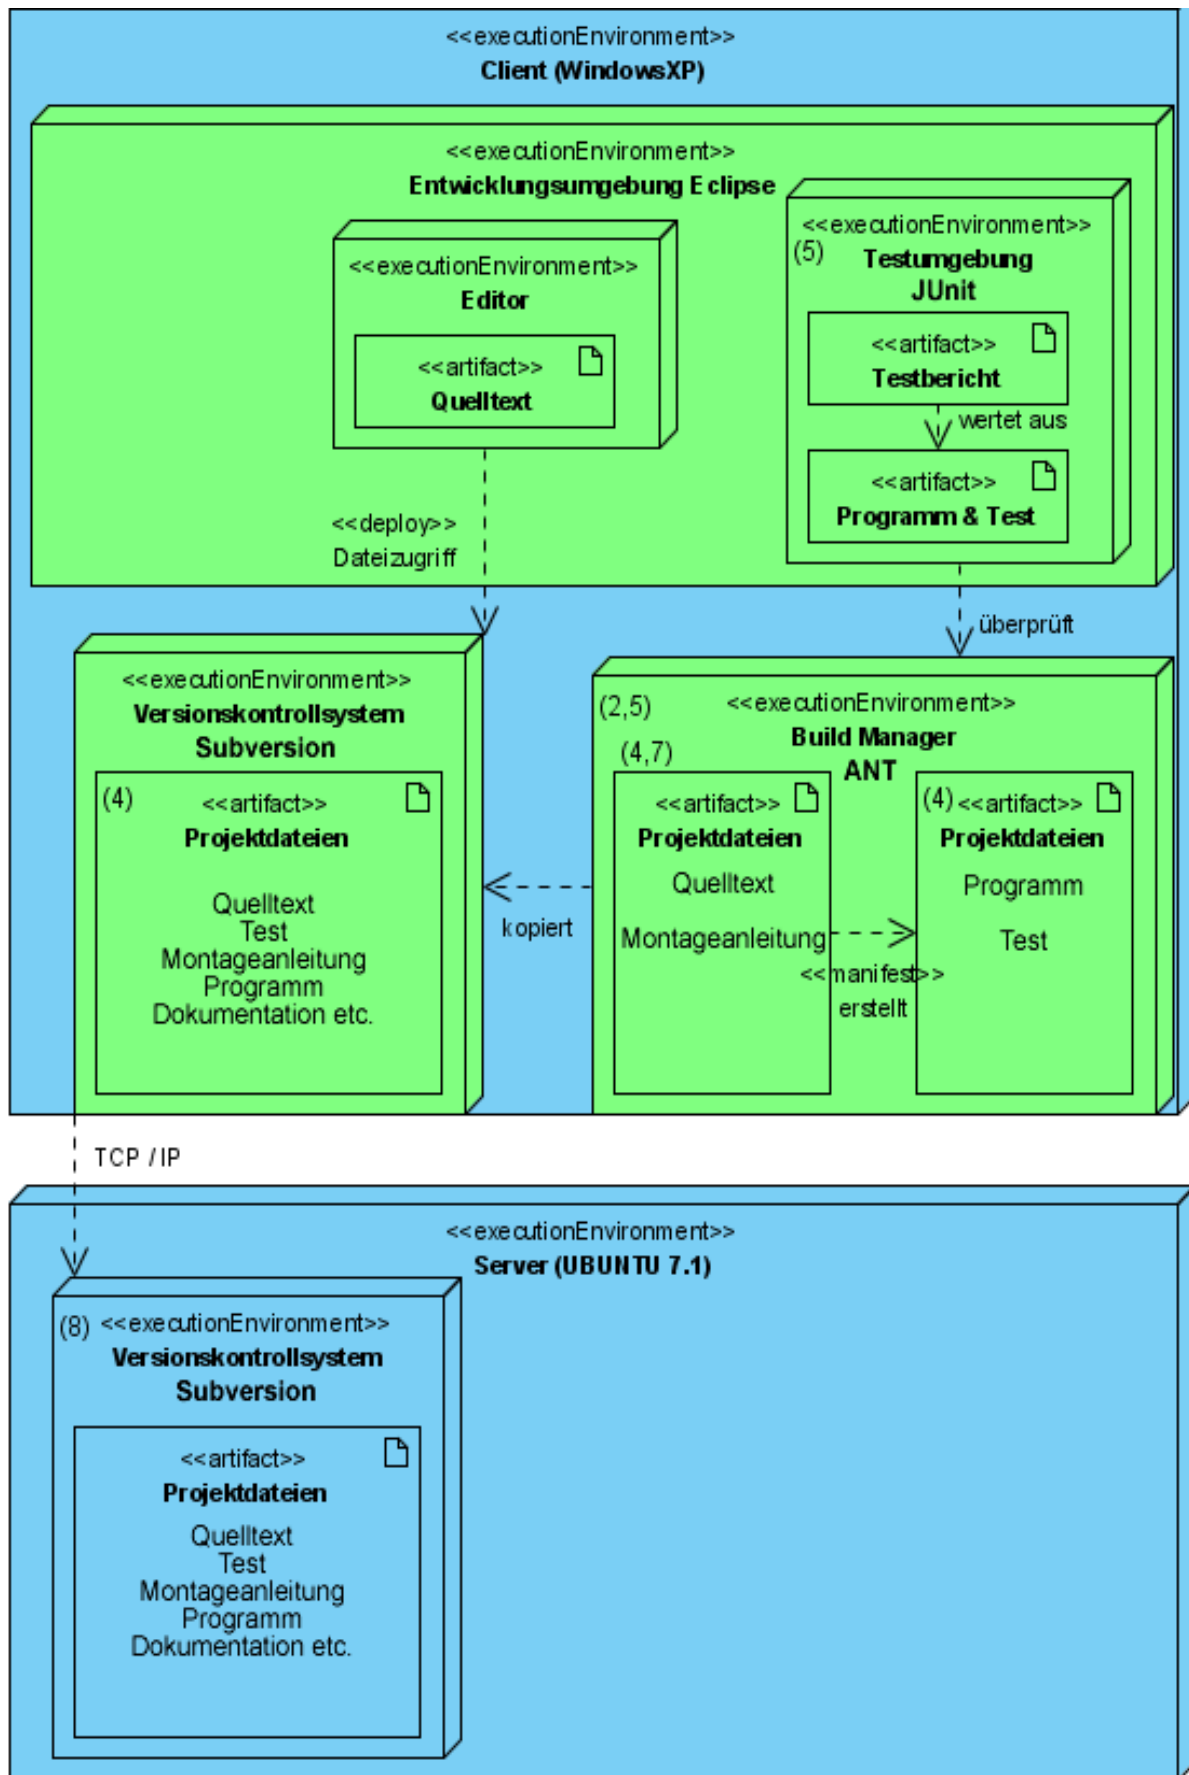 <<executionEnvironment>>
Client (WindowsXP)
<<executionEnvironment>>
Entwicklungsumgebung Eclipse
<<executionEnvironment>>
Editor
<<artifact>>
Quelltext
<<executionEnvironment>>
(5) Testumgebung
JUnit
<<artifact>>
Testbericht
wertet aus
<<artifact>>
Programm & Test
<<deploy>>
Dateizugriff
überprüft
<<executionEnvironment>>
Versionskontrollsystem
Subversion
(4) <<artifact>>
Projektdateien
Quelltext
Test
Montageanleitung
Programm
Dokumentation etc.
kopiert
(2,5) <<executionEnvironment>>
Build Manager
(4,7)
ANT
<<artifact>>
Projektdateien
Quelltext
Montageanleitung
<<manifest>>
erstellt
(4) <<artifact>>
Projektdateien
Programm
Test
TCP / IP
<<executionEnvironment>>
Server (UBUNTU 7.1)
(8) <<executionEnvironment>>
Versionskontrollsystem
Subversion
<<artifact>>
Projektdateien
Quelltext
Test
Montageanleitung
Programm
Dokumentation etc.